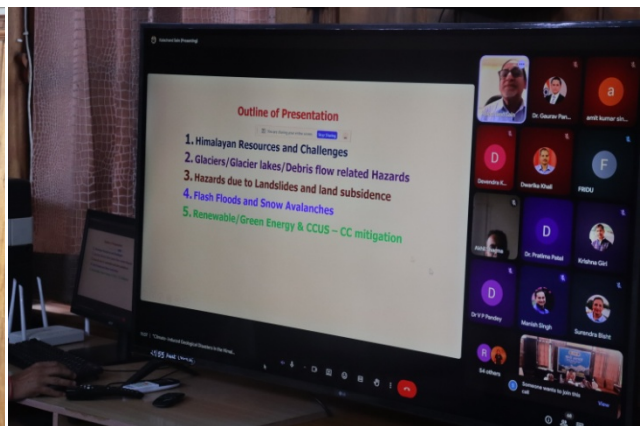 Outline of Presentation
1. Himalayan Resources and Challenges
2. Glaciers/Glacier lakes/Debris flow related Hazards
3. Hazards due to Landslides and land subsidence
4. Flash Floods and Snow Avalanches
5. Renewable/Green Energy & CCUS – CC mitigation
Dr. Gaurav Pan...
a
amit kumar sin...
D
Devendra K...
Dwarika Khali
F
FRIDU
D
Dr. Pratima Patel
Krishna Giri
D
Dr V P Pandey
Manish Singh
Surendra Bisht
R
64 others
Someone wants to join this call
View